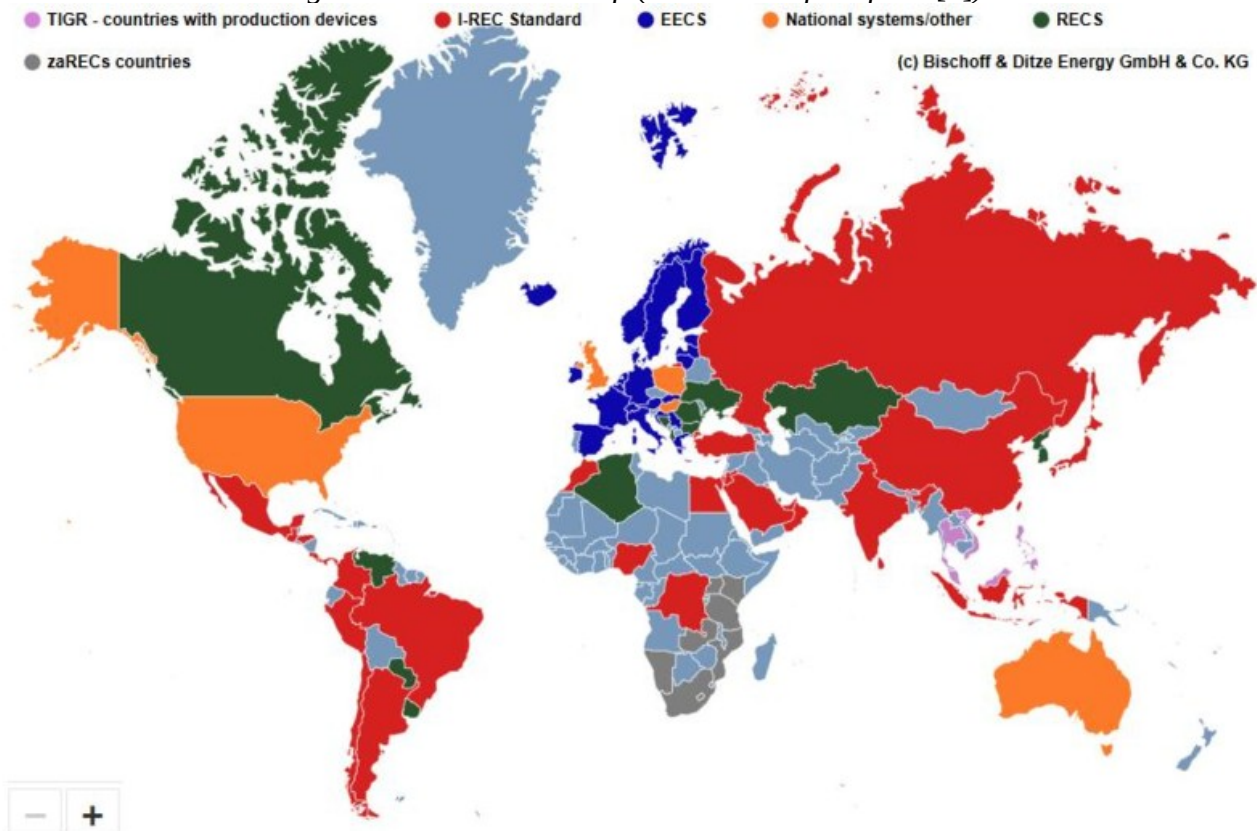 TIGR - countries with production devices
I-REC Standard
EECS
National systems/other
RECS
zaRECs countries
(c) Bischoff & Ditze Energy GmbH & Co. KG
− +